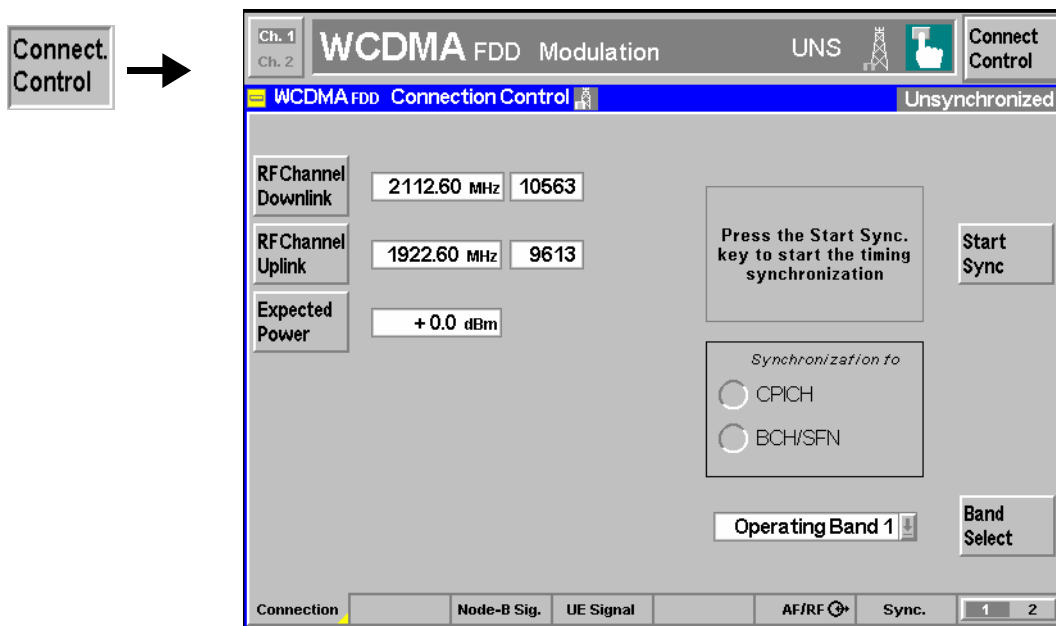 Connect.
Control
Ch. 1
Ch. 2
WCDMA FDD Modulation
UNS
Connect
Control
WCDMA FDD Connection Control
Unsynchronized
RF Channel
Downlink
2112.60 MHz
10563
RF Channel
Uplink
1922.60 MHz
9613
Expected
Power
+ 0.0 dBm
Press the Start Sync.
key to start the timing
synchronization
Start
Sync
Synchronization to
CPICH
BCH/SFN
Operating Band 1
Band
Select
Connection
Node-B Sig.
UE Signal
AF/RF
Sync.
1 2